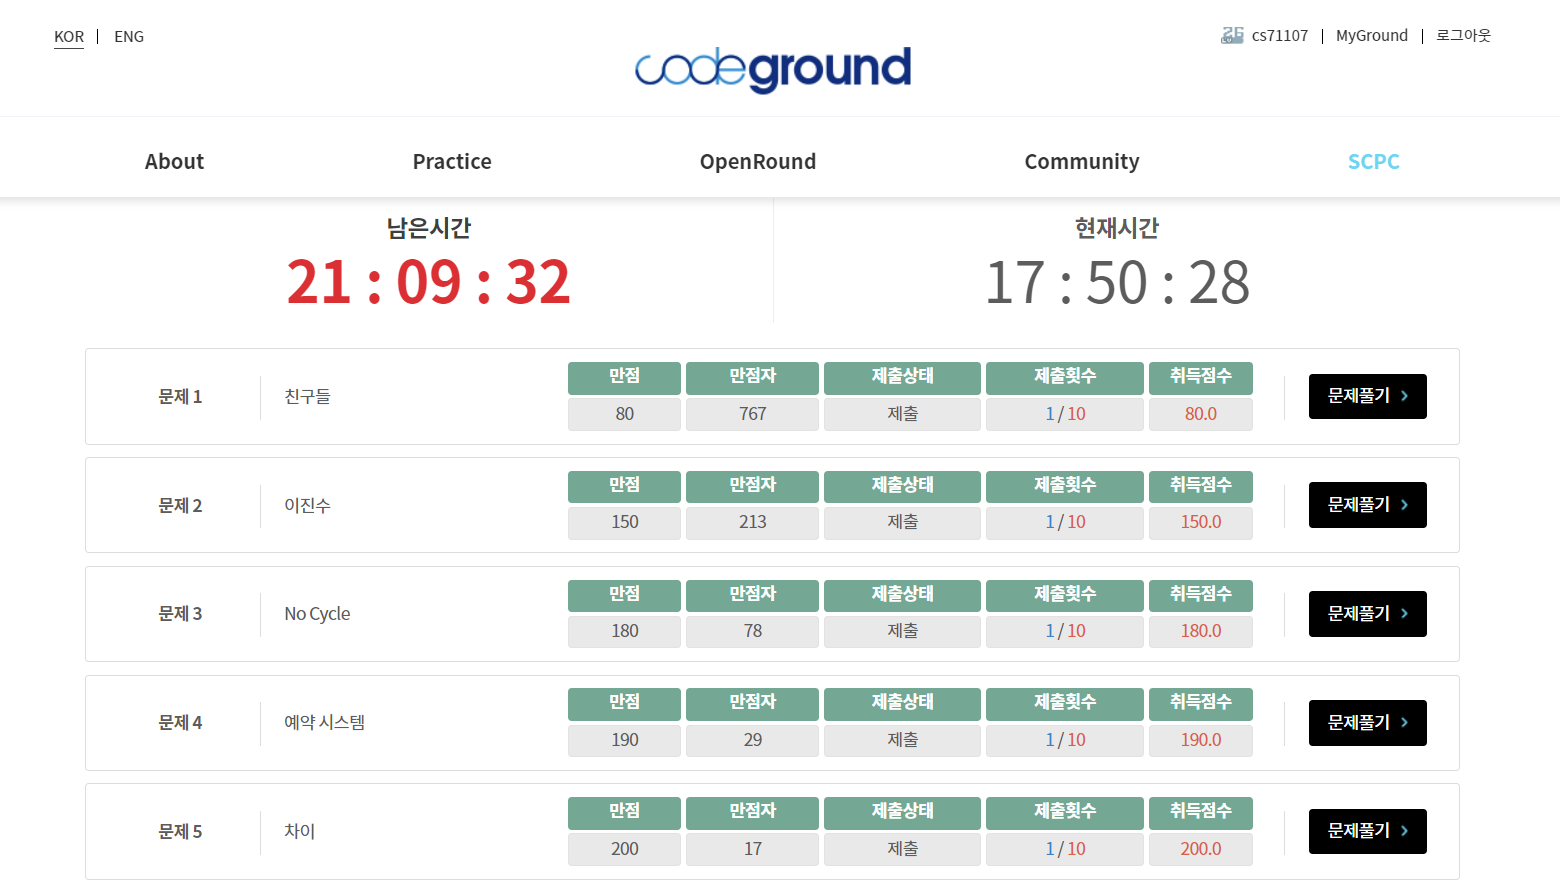 KOR | ENG
cs71107 | MyGround | 로그아웃
codeground
About Practice OpenRound Community SCPC
남은시간 현재시간
21 : 09 : 32 17 : 50 : 28
만점 만점자 제출상태 제출횟수 취득점수
문제 1 친구들 80 767 제출 1 / 10 80.0 문제풀기
만점 만점자 제출상태 제출횟수 취득점수
문제 2 이진수 150 213 제출 1 / 10 150.0 문제풀기
만점 만점자 제출상태 제출횟수 취득점수
문제 3 No Cycle 180 78 제출 1 / 10 180.0 문제풀기
만점 만점자 제출상태 제출횟수 취득점수
문제 4 예약 시스템 190 29 제출 1 / 10 190.0 문제풀기
만점 만점자 제출상태 제출횟수 취득점수
문제 5 차이 200 17 제출 1 / 10 200.0 문제풀기